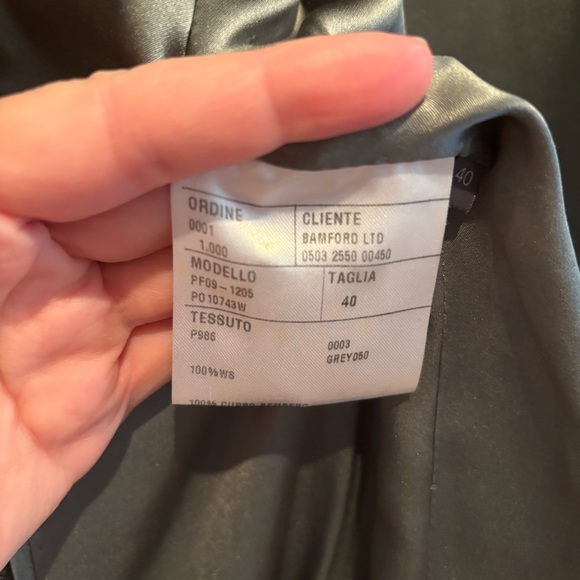 40
ORDINE CLIENTE
0001 BAMFORD LTD
1.000 0503 2550 00450
MODELLO TAGLIA
PF09-1205
PO10743W 40
TESSUTO
P986 0003
GREY050
100%WS
100%